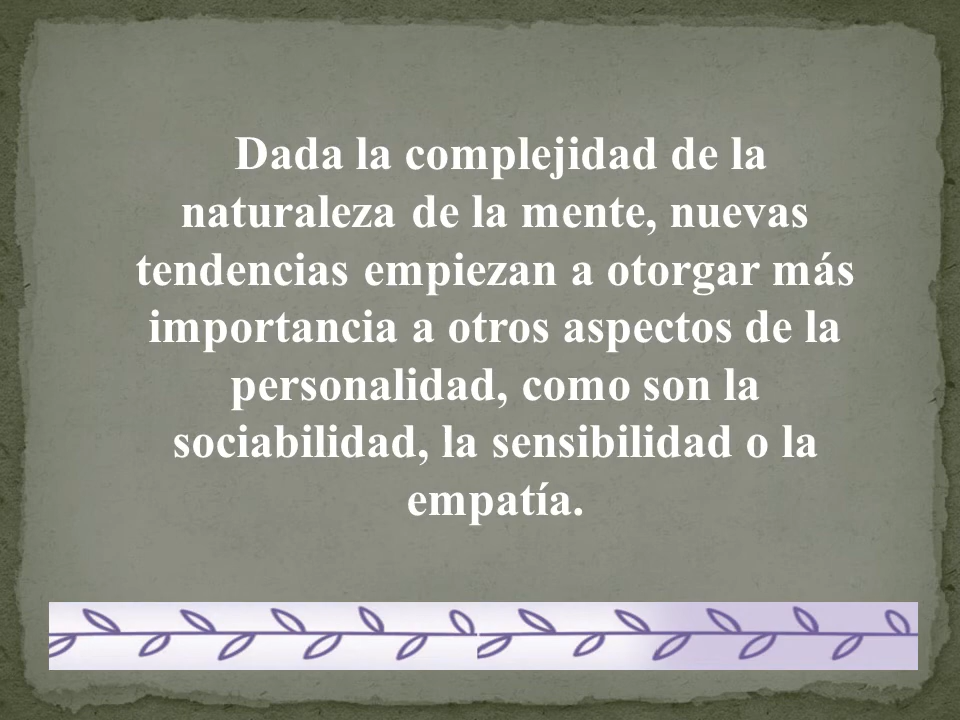 Dada la complejidad de la
naturaleza de la mente, nuevas
tendencias empiezan a otorgar más
importancia a otros aspectos de la
personalidad, como son la
sociabilidad, la sensibilidad o la
empatía.